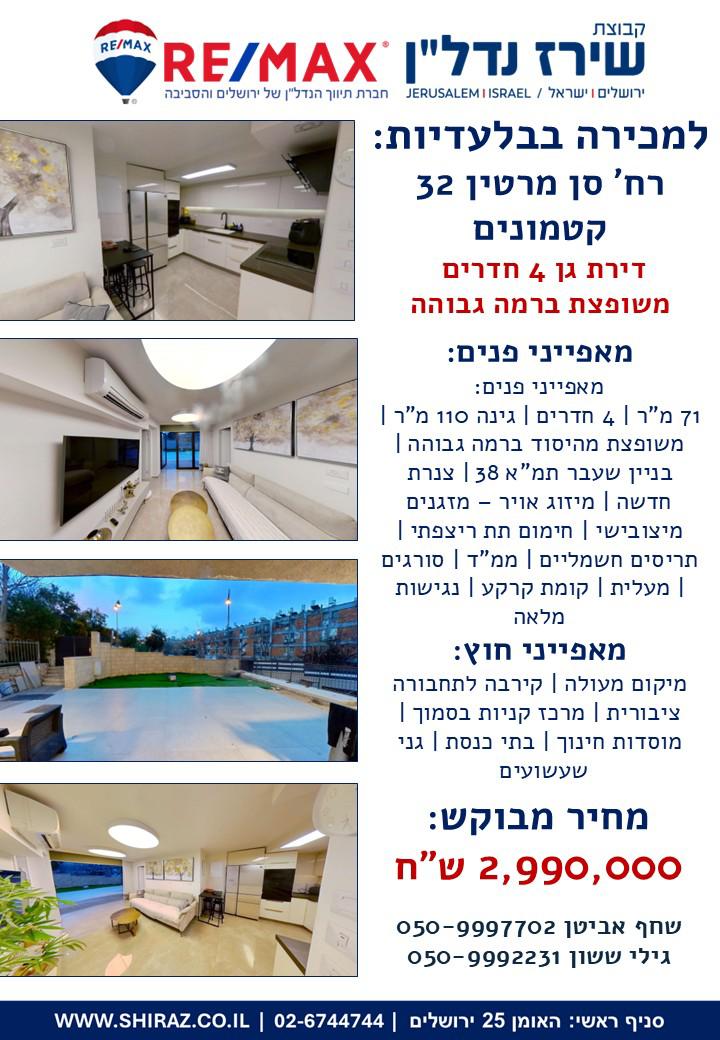 קבוצת
שירז נדל"ן
ירושלים | ישראל / JERUSALEM | ISRAEL
RE/MAX
RE/MAX®
חברת תיווך הנדל"ן של ירושלים והסביבה
למכירה בבלעדיות:
רח' סן מרטין 32
קטמונים
דירת גן 4 חדרים
משופצת ברמה גבוהה
מאפייני פנים:
מאפייני פנים:
71 מ"ר | 4 חדרים | גינה 110 מ"ר |
משופצת מהיסוד ברמה גבוהה |
בניין שעבר תמ"א 38 | צנרת
חדשה | מיזוג אויר – מזגנים
מיצובישי | חימום תת ריצפתי |
תריסים חשמליים | ממ"ד | סורגים
| מעלית | קומת קרקע | נגישות
מלאה
מאפייני חוץ:
מיקום מעולה | קירבה לתחבורה
ציבורית | מרכז קניות בסמוך |
מוסדות חינוך | בתי כנסת | גני
שעשועים
מחיר מבוקש:
2,990,000 ש"ח
שחף אביטן 050-9997702
גילי ששון 050-9992231
סניף ראשי: האומן 25 ירושלים | 02-6744744 | WWW.SHIRAZ.CO.IL